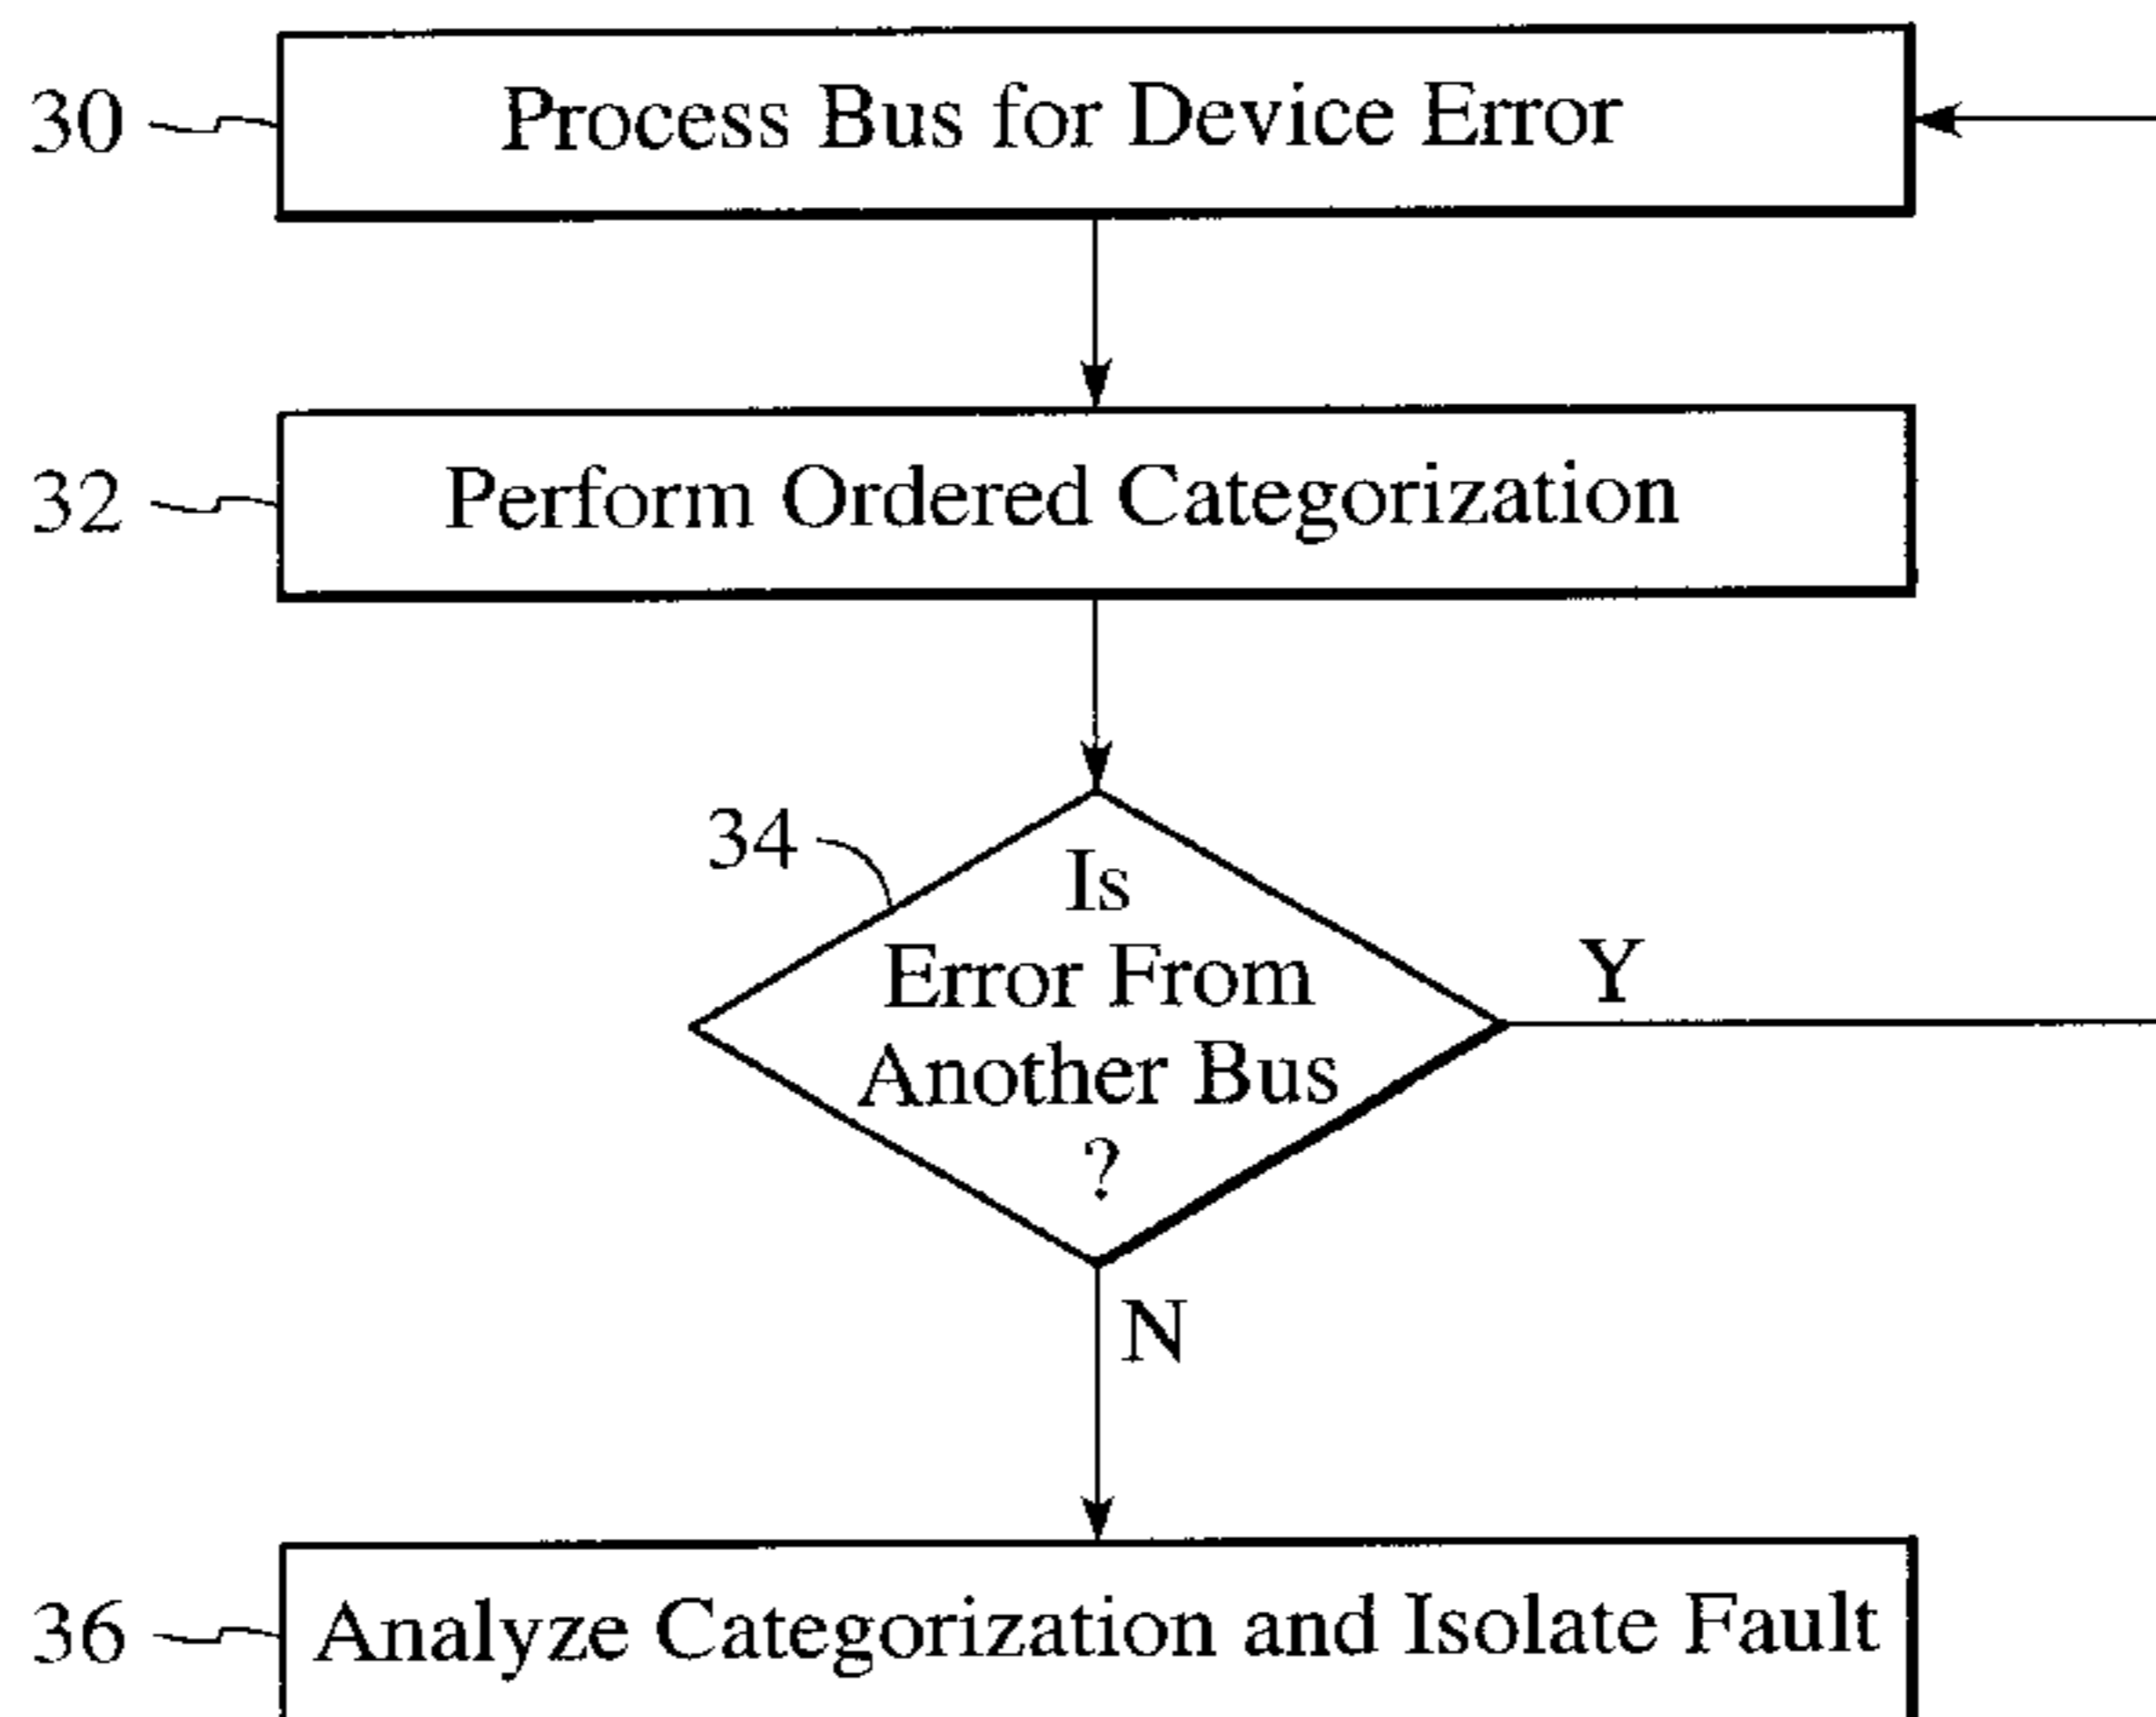 30
Process Bus for Device Error
32
Perform Ordered Categorization
34
Is
Error From
Another Bus
?
Y
N
36
Analyze Categorization and Isolate Fault